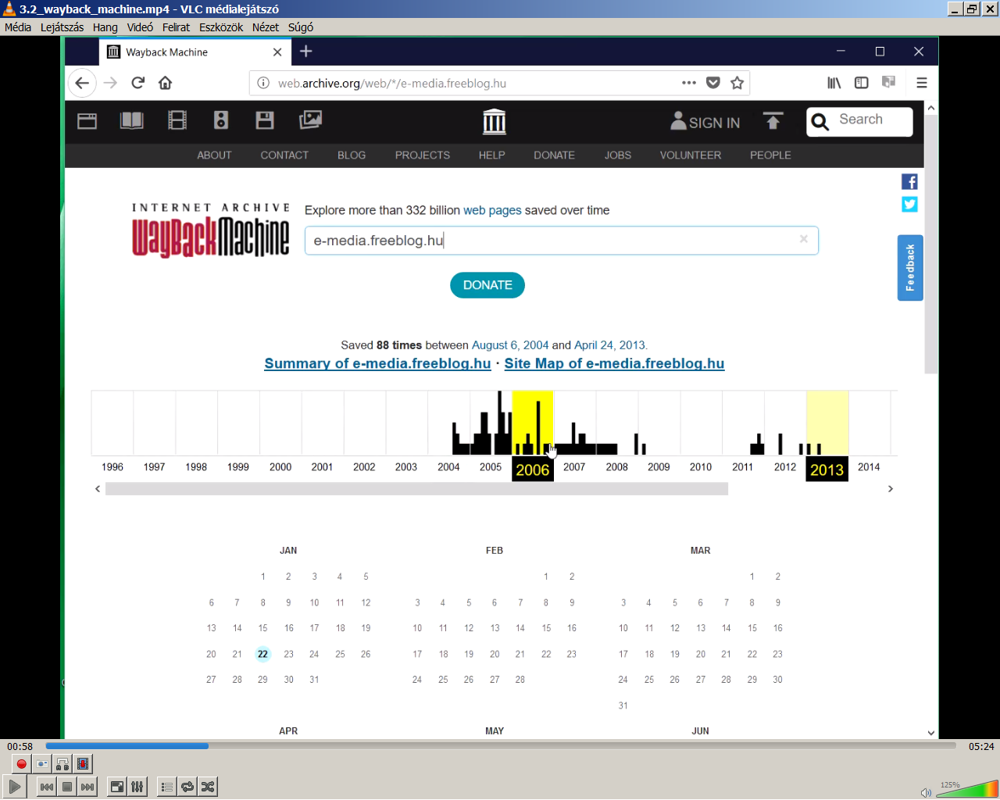 3.2_wayback_machine.mp4 - VLC médialejátszó
Média Lejátszás Hang Videó Felirat Eszközök Nézet Súgó
Wayback Machine
web.archive.org/web/*/e-media.freeblog.hu
SIGN IN Search
ABOUT CONTACT BLOG PROJECTS HELP DONATE JOBS VOLUNTEER PEOPLE
INTERNET ARCHIVE
WayBackMachine
Explore more than 332 billion web pages saved over time
e-media.freeblog.hu
DONATE
Feedback
Saved 88 times between August 6, 2004 and April 24, 2013.
Summary of e-media.freeblog.hu · Site Map of e-media.freeblog.hu
1996 1997 1998 1999 2000 2001 2002 2003 2004 2005 2006 2007 2008 2009 2010 2011 2012 2013 2014
JAN FEB MAR
1 2 3 4 5 1 2 1 2
6 7 8 9 10 11 12 3 4 5 6 7 8 9 3 4 5 6 7 8 9
13 14 15 16 17 18 19 10 11 12 13 14 15 16 10 11 12 13 14 15 16
20 21 22 23 24 25 26 17 18 19 20 21 22 23 17 18 19 20 21 22 23
27 28 29 30 31 24 25 26 27 28 24 25 26 27 28 29 30
31
APR MAY JUN
00:58 05:24
125%